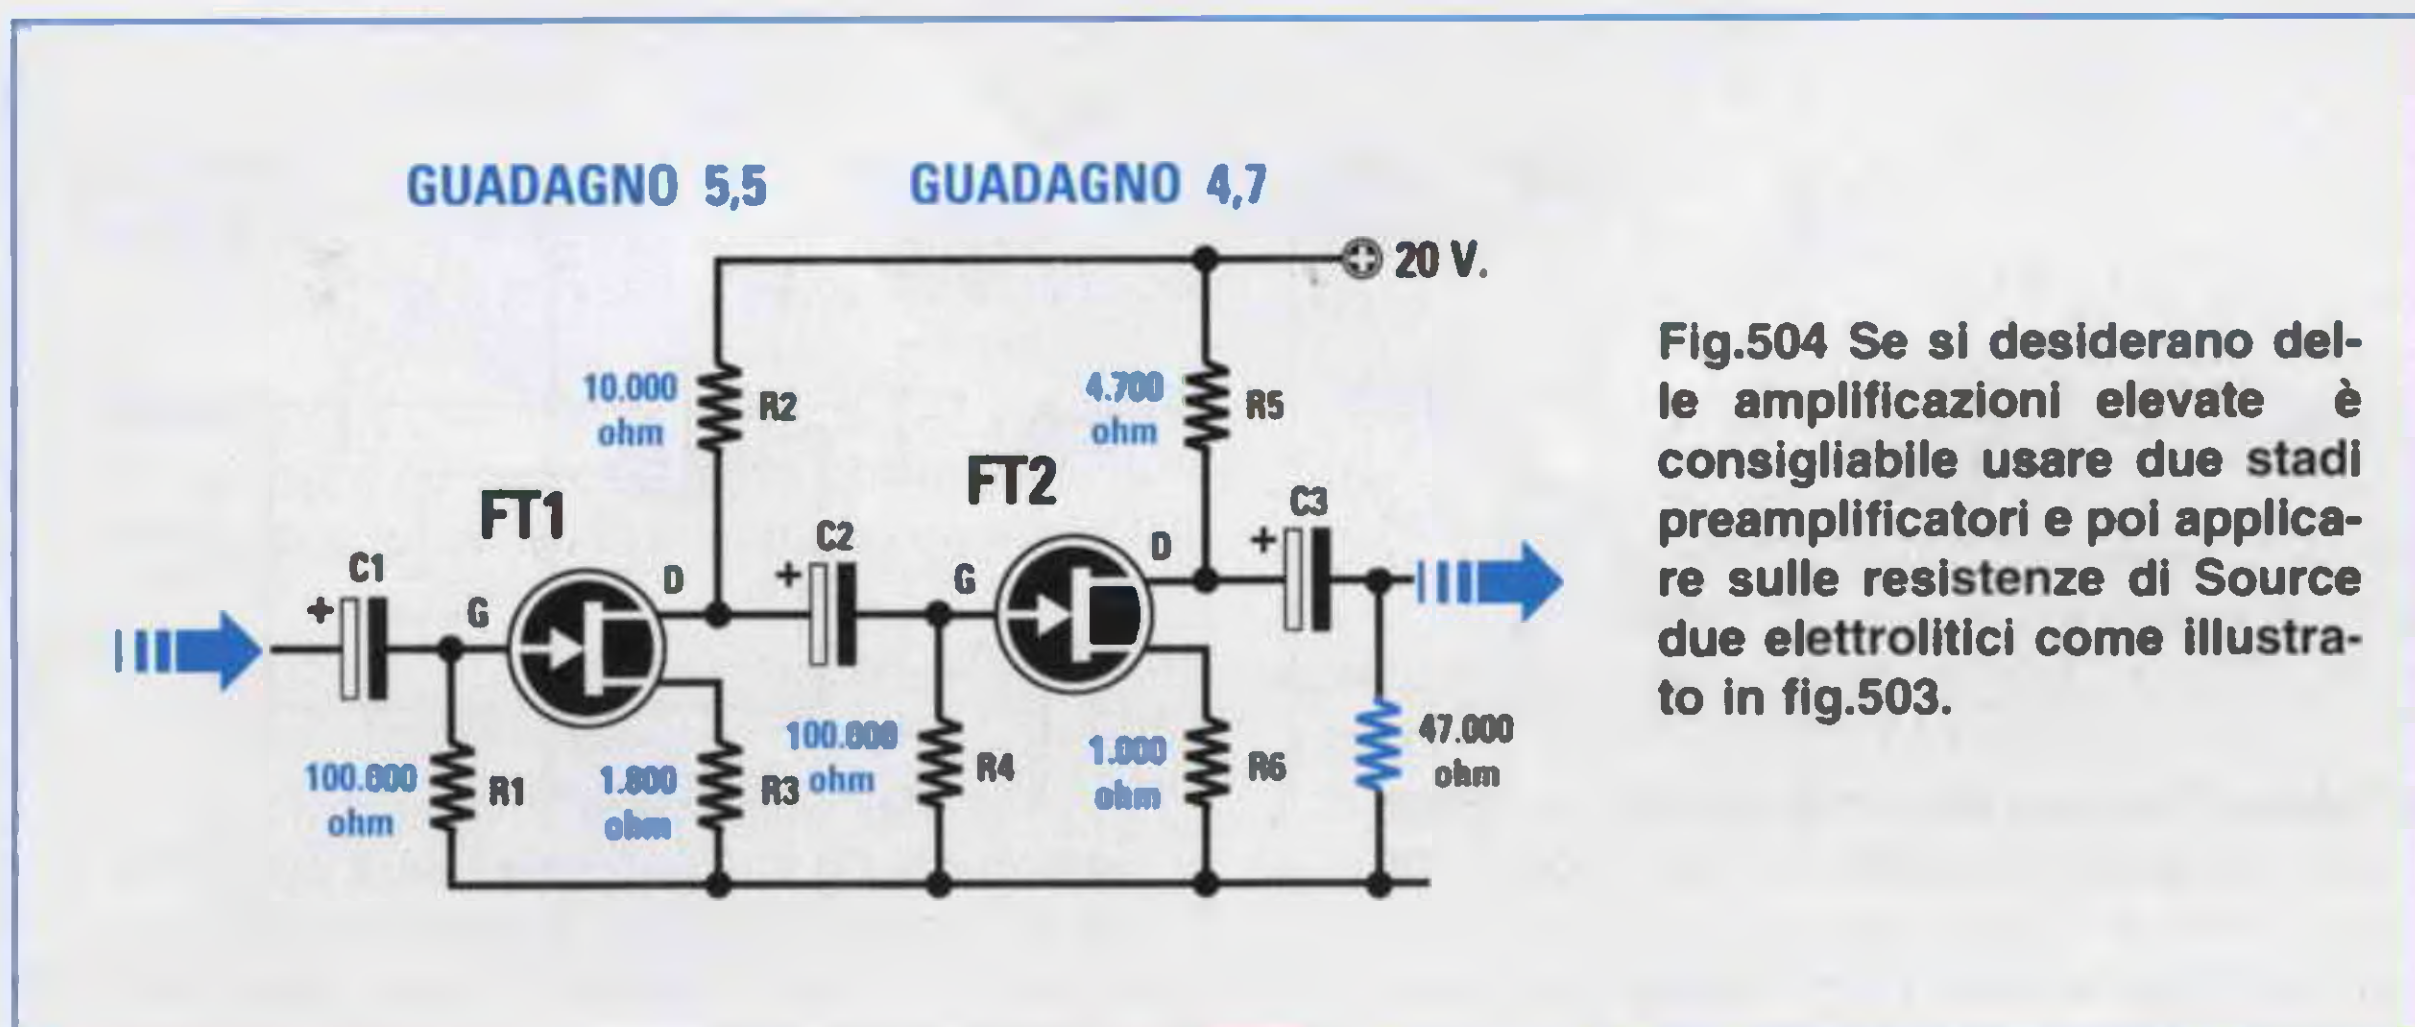 GUADAGNO 5,5
GUADAGNO 4,7
20 V.
10.000
ohm
R2
4.700
ohm
R5
FT1
FT2
C1
+
G
D
C2
+
G
D
C3
+
100.000
ohm
R1
1.800
ohm
R3
100.000
ohm
R4
1.000
ohm
R6
47.000
ohm
Fig.504 Se si desiderano del-
le amplificazioni elevate è
consigliabile usare due stadi
preamplificatori e poi applica-
re sulle resistenze di Source
due elettrolitici come illustra-
to in fig.503.